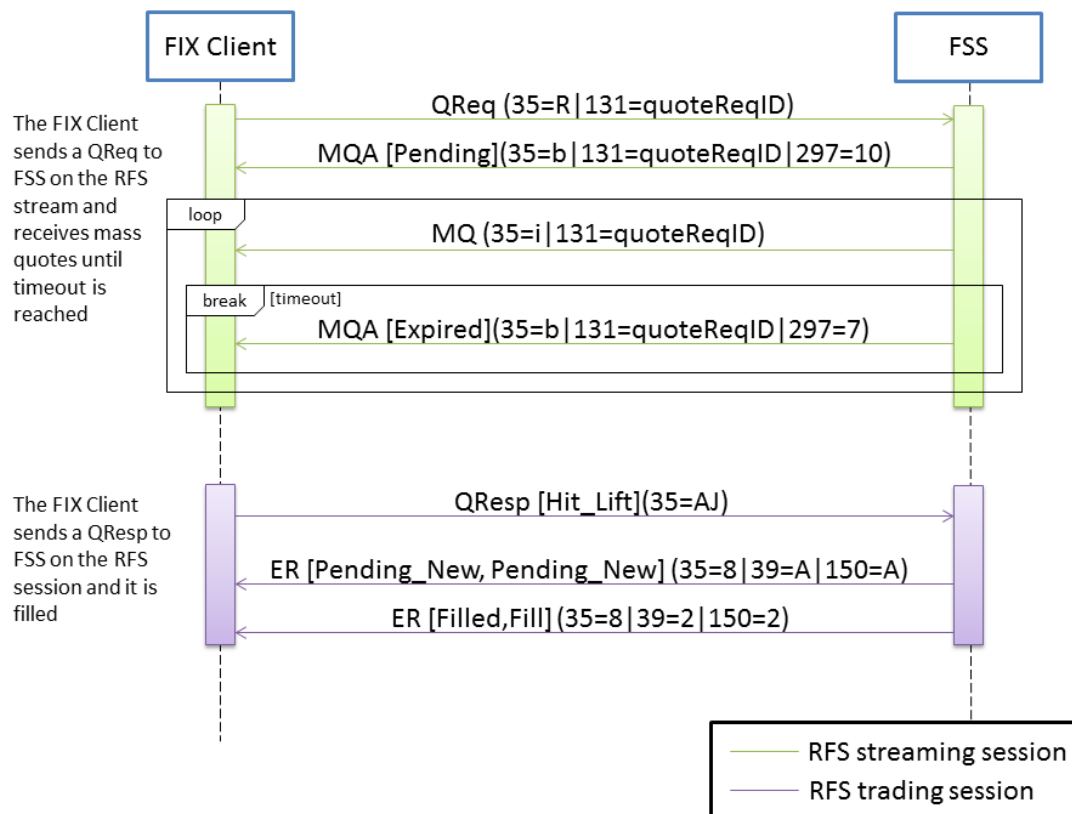 FIX Client
FSS
The FIX Client
sends a QReq to
FSS on the RFS
stream and
receives mass
quotes until
timeout is
reached
QReq (35=R|131=quoteReqID)
MQA [Pending](35=b|131=quoteReqID|297=10)
loop
MQ (35=i|131=quoteReqID)
break [timeout]
MQA [Expired](35=b|131=quoteReqID|297=7)
The FIX Client
sends a QResp to
FSS on the RFS
session and it is
filled
QResp [Hit_Lift](35=AJ)
ER [Pending_New, Pending_New] (35=8|39=A|150=A)
ER [Filled,Fill] (35=8|39=2|150=2)
RFS streaming session
RFS trading session